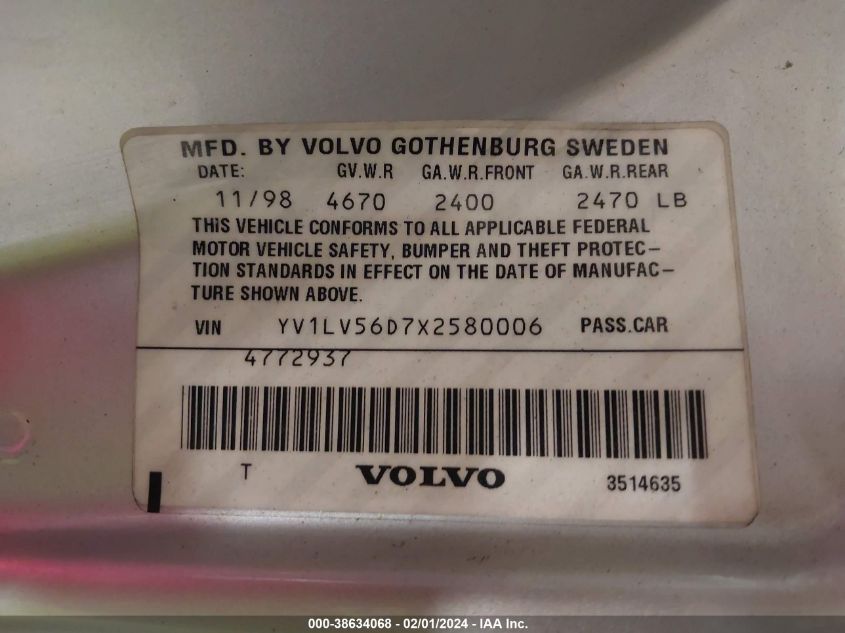 MFD. BY VOLVO GOTHENBURG SWEDEN
DATE: GV.W.R GA.W.R.FRONT GA.W.R.REAR
11/98 4670 2400 2470 LB
THIS VEHICLE CONFORMS TO ALL APPLICABLE FEDERAL
MOTOR VEHICLE SAFETY, BUMPER AND THEFT PROTEC-
TION STANDARDS IN EFFECT ON THE DATE OF MANUFAC-
TURE SHOWN ABOVE.
VIN YV1LV56D7X2580006 PASS.CAR
4772937
T VOLVO 3514635
000-38634068 - 02/01/2024 - IAA Inc.